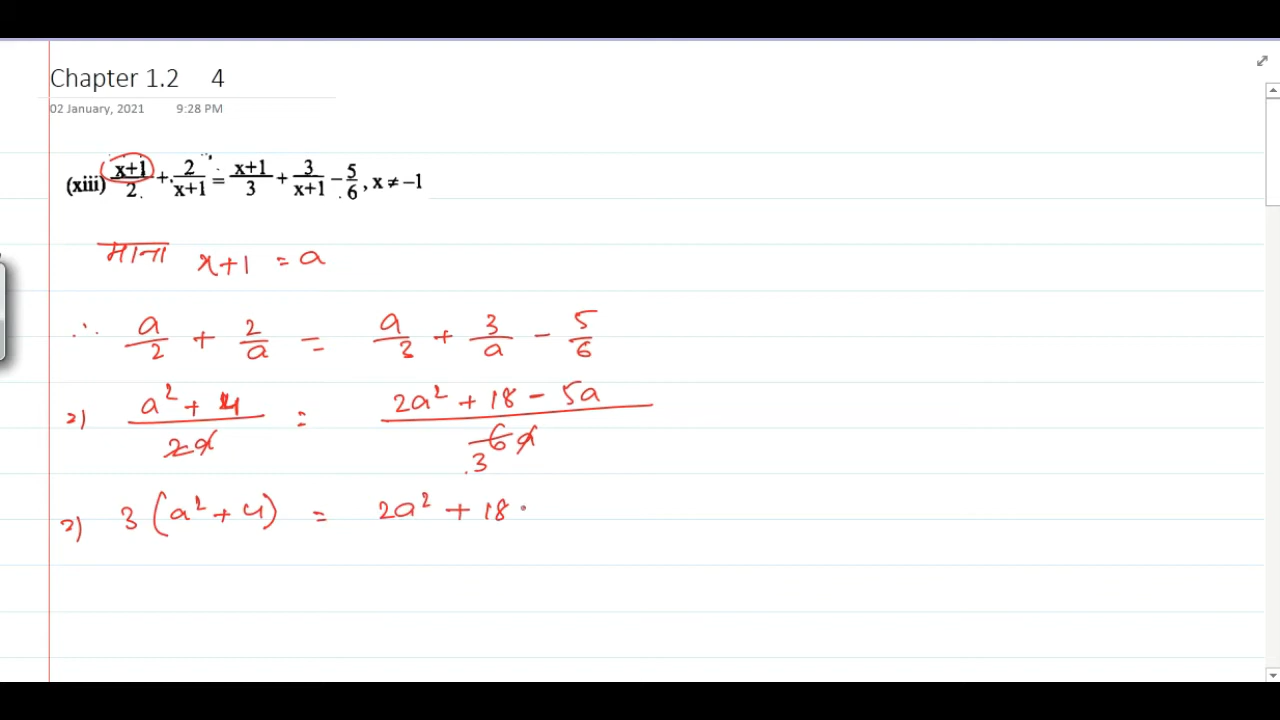 Chapter 1.2 4
02 January, 2021 9:28 PM
(xiii) x+1/2 + 2/x+1 = x+1/3 + 3/x+1 − 5/6, x ≠ −1
माना x+1 = a
∴ a/2 + 2/a = a/3 + 3/a − 5/6
⇒ a² + 4/2a = 2a² + 18 − 5a/6a 3
⇒ 3(a² + 4) = 2a² + 18